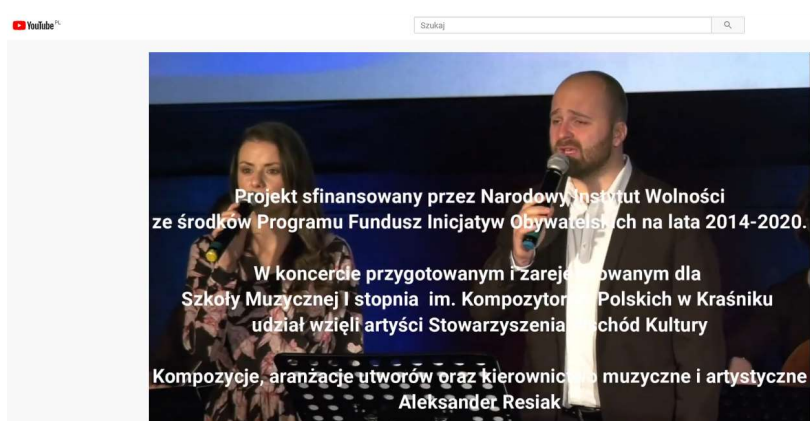 YouTube PL
Szukaj
Projekt sfinansowany przez Narodowy Instytut Wolności
ze środków Programu Fundusz Inicjatyw Obywatelskich na lata 2014-2020.
W koncercie przygotowanym i zarejestrowanym dla
Szkoły Muzycznej I stopnia im. Kompozytorów Polskich w Kraśniku
udział wzięli artyści Stowarzyszenia Wschód Kultury
Kompozycje, aranżacje utworów oraz kierownictwo muzyczne i artystyczne
Aleksander Resiak